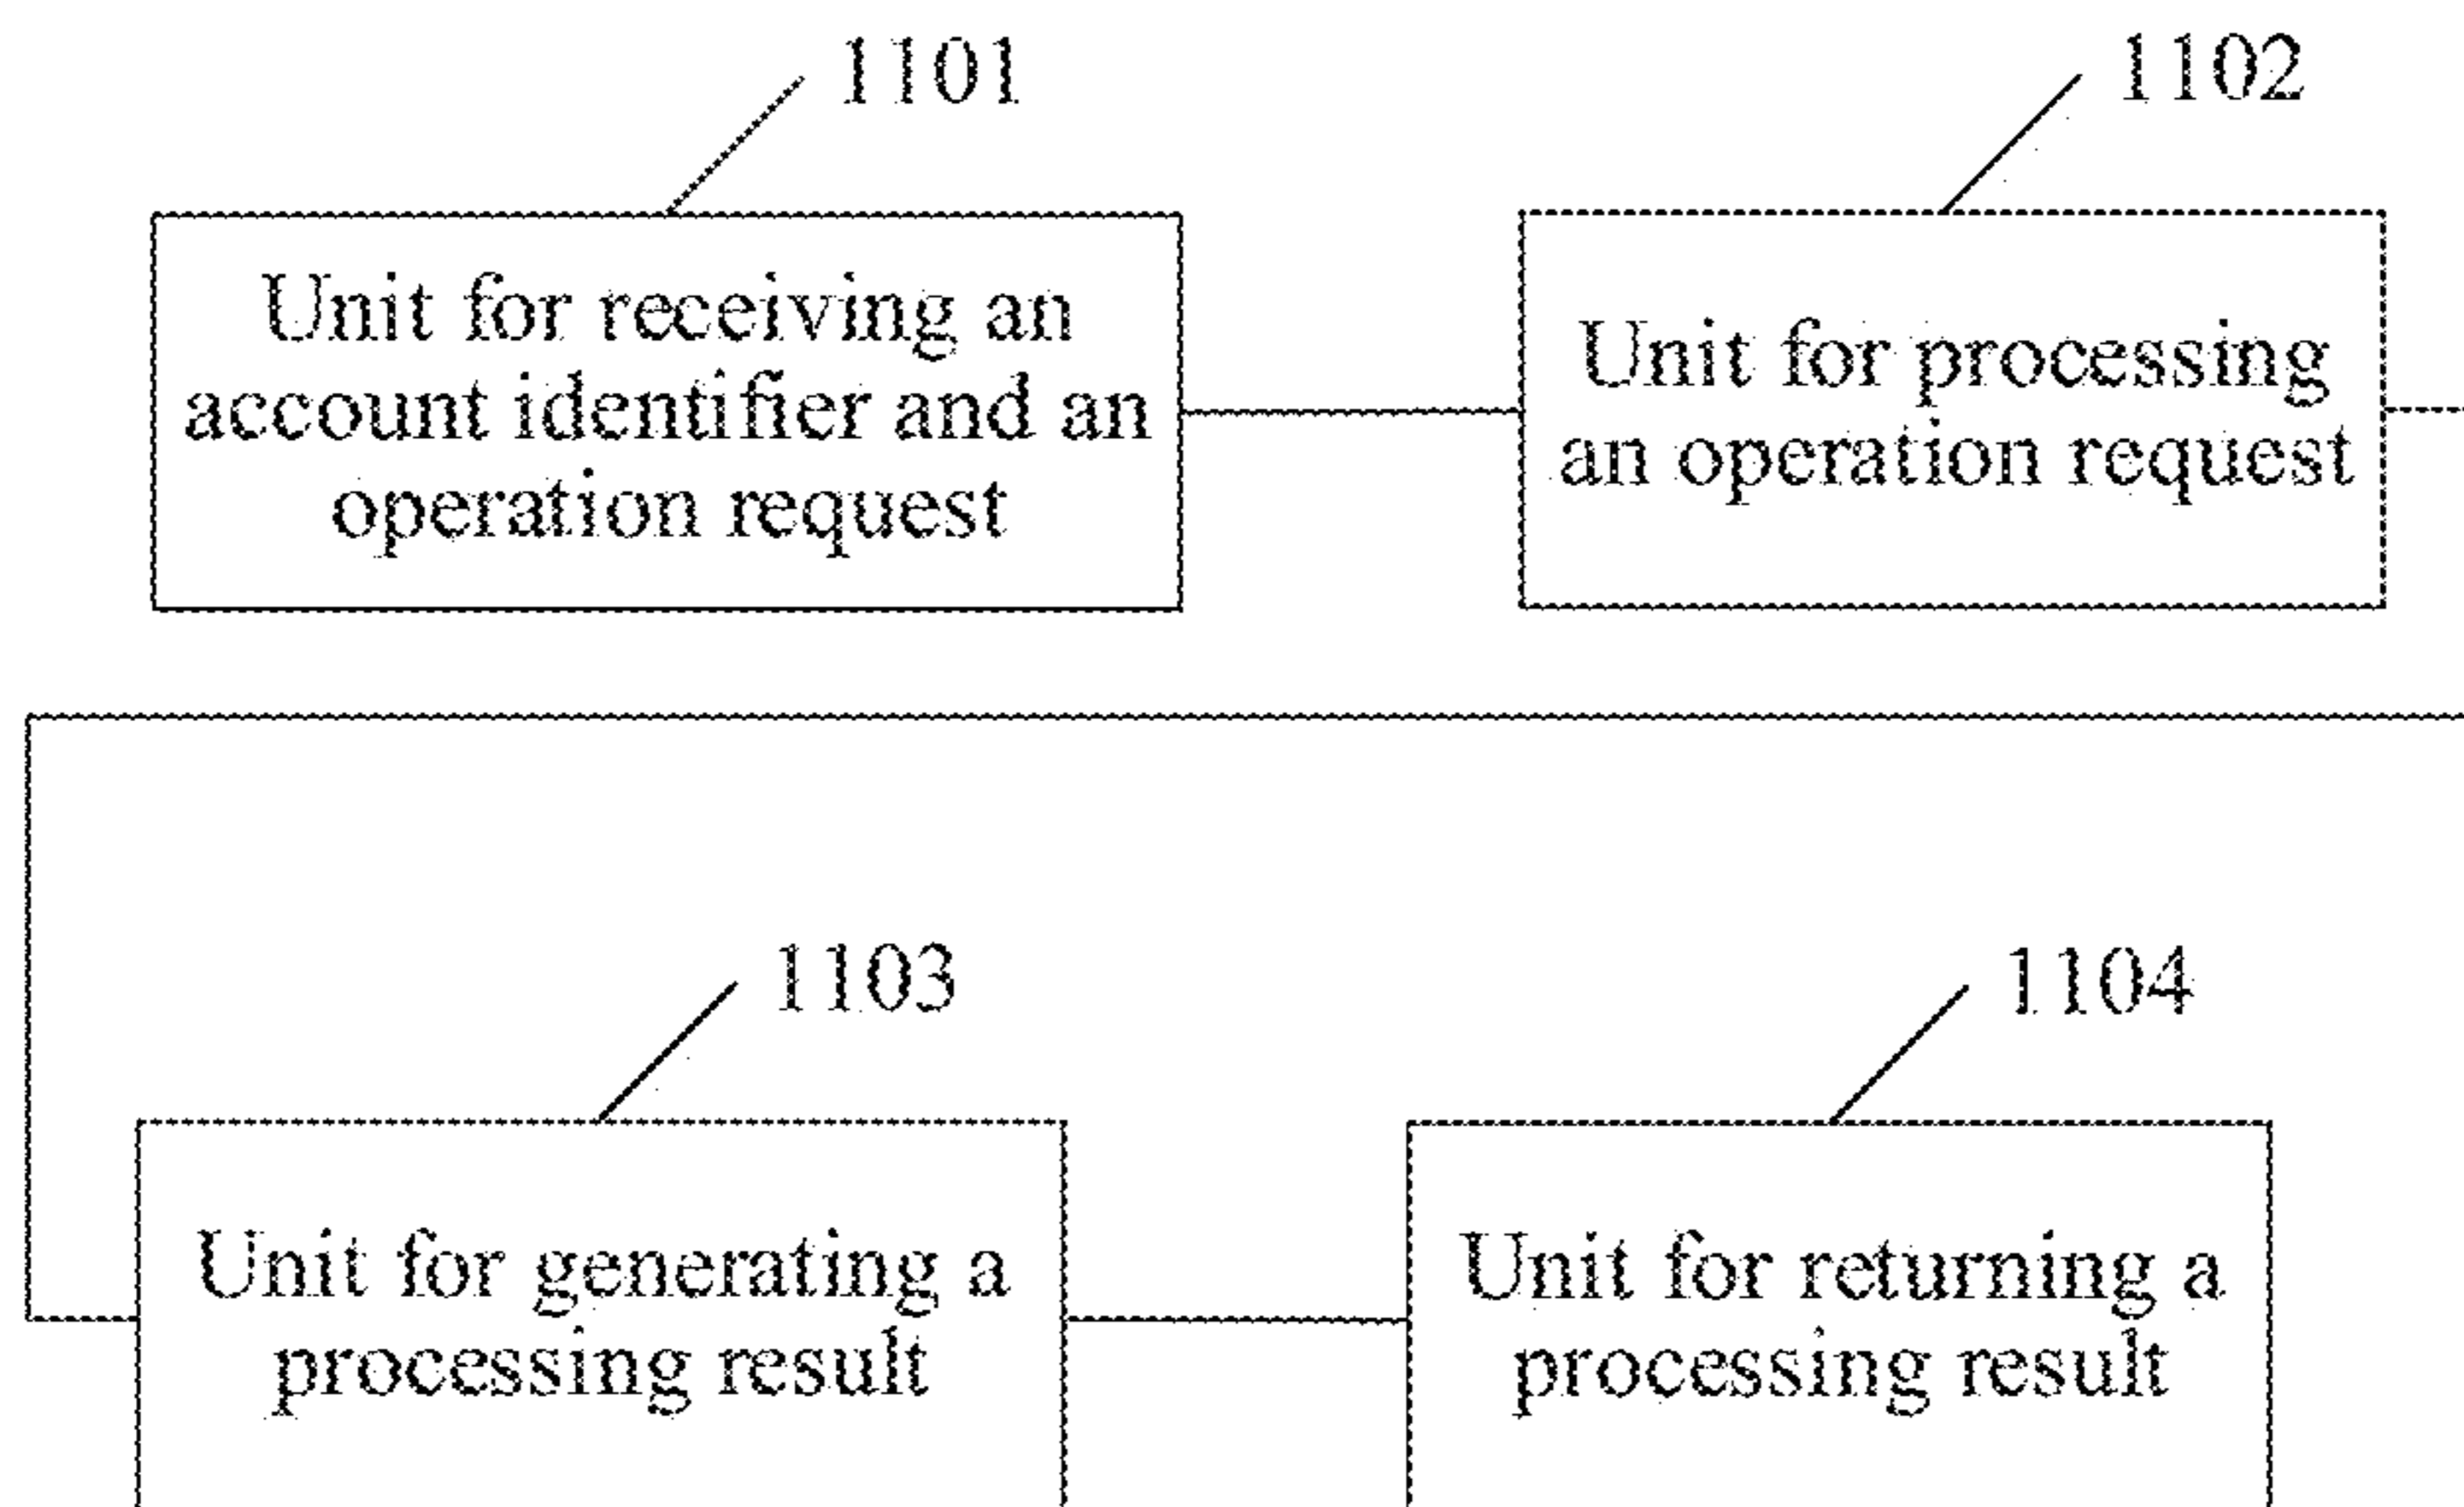 1101
1102
Unit for receiving an
account identifier and an
operation request
Unit for processing
an operation request
1103
1104
Unit for generating a
processing result
Unit for returning a
processing result